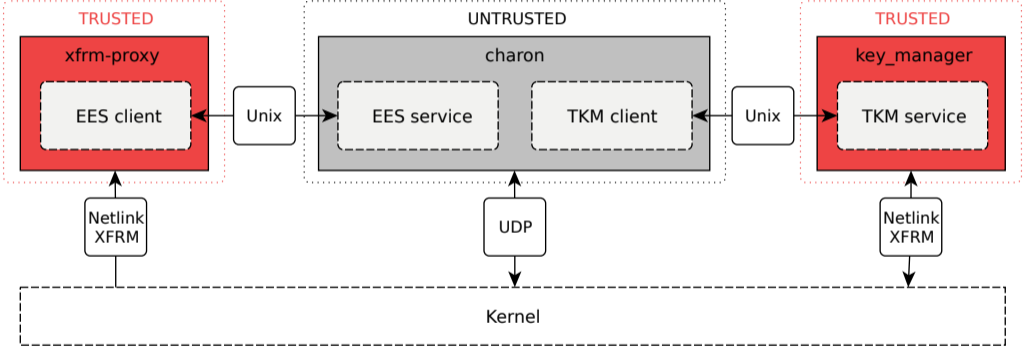 TRUSTED
UNTRUSTED
TRUSTED
xfrm-proxy
charon
key_manager
EES client
Unix
EES service
TKM client
Unix
TKM service
Netlink
XFRM
UDP
Netlink
XFRM
Kernel